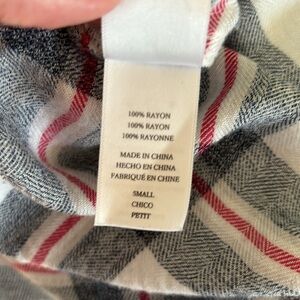 100% RAYON
100% RAYON
100% RAYONNE
MADE IN CHINA
HECHO EN CHINA
FABRIQUÉ EN CHINE
SMALL
CHICO
PETIT